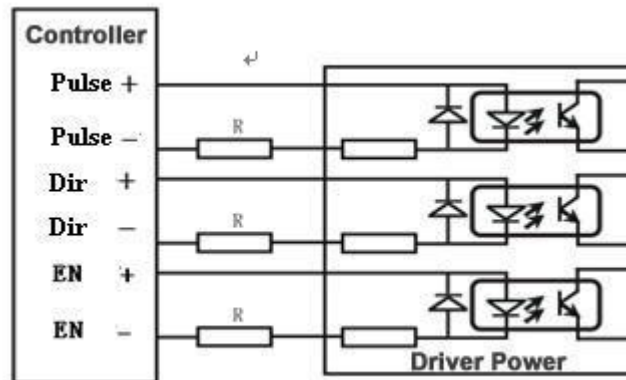 Controller
Pulse +
Pulse -
R
Dir +
Dir -
R
EN +
EN -
R
Driver Power